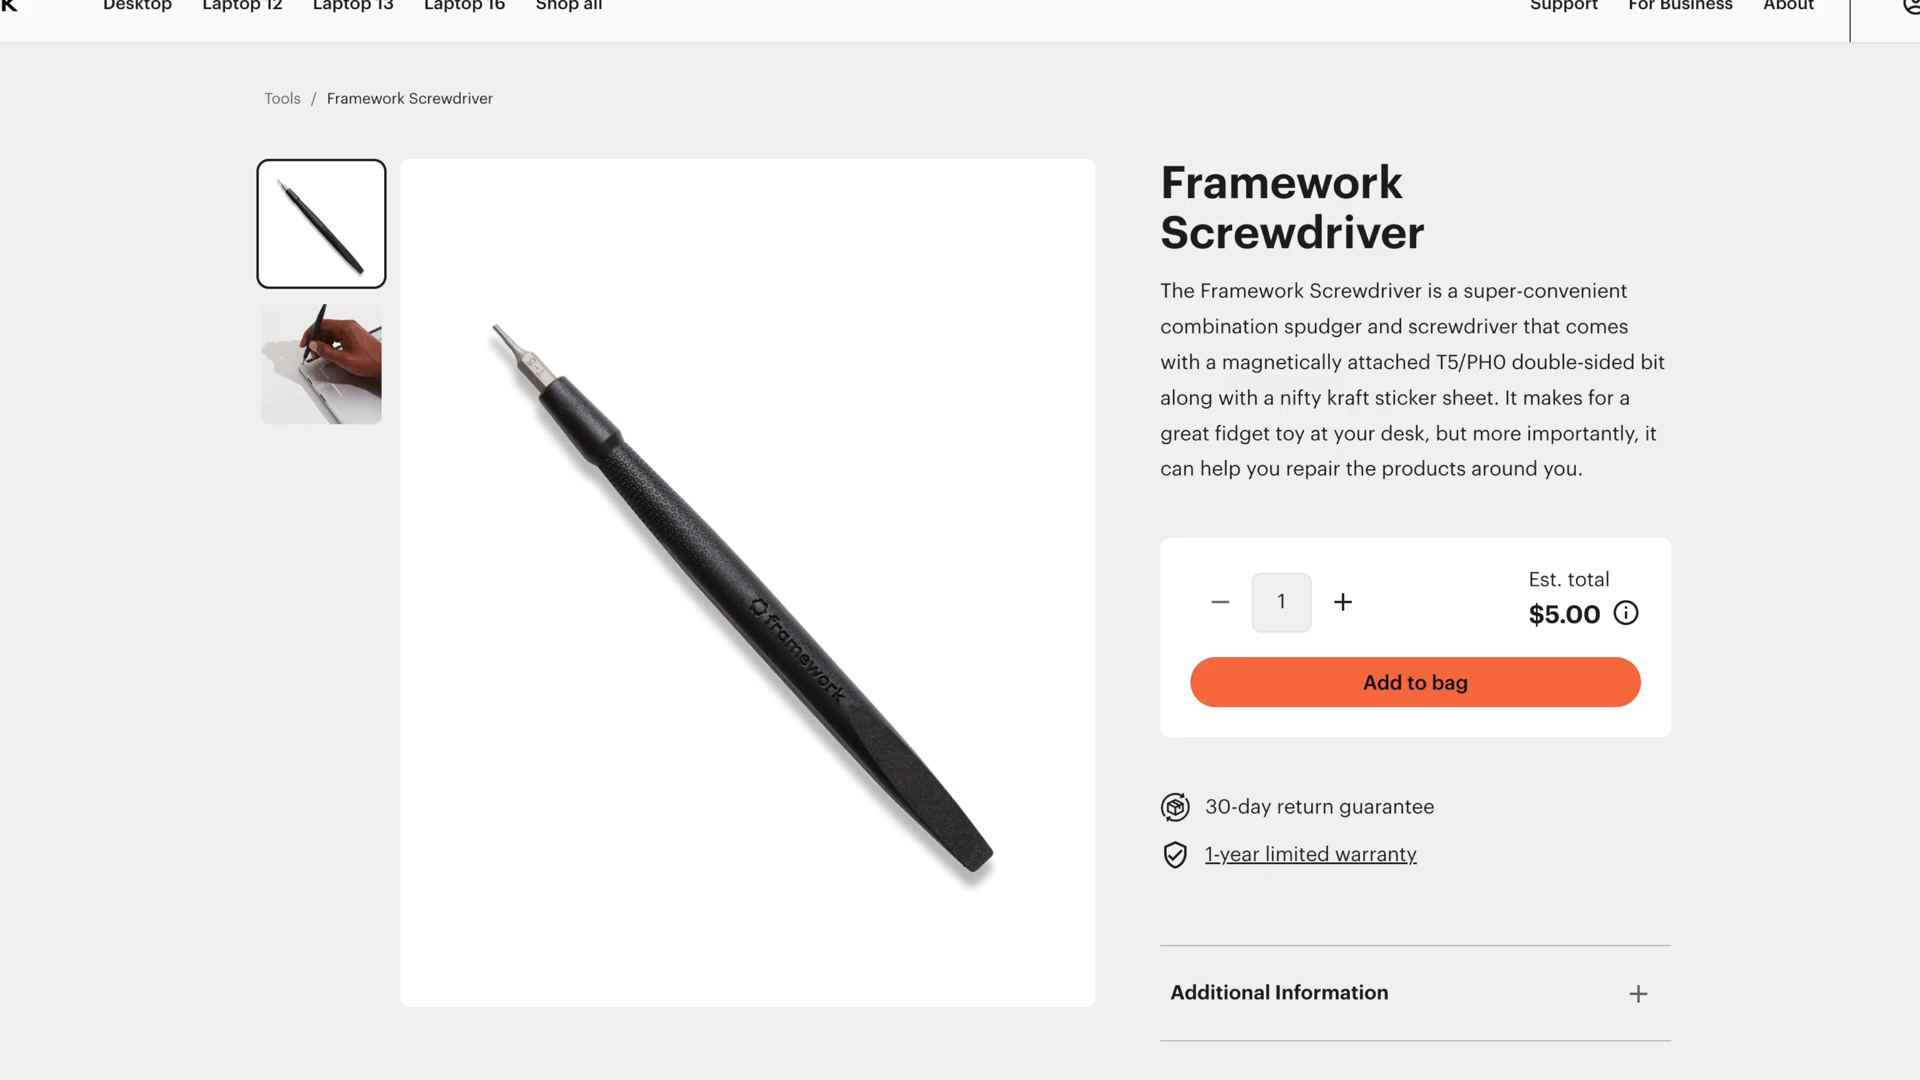 Desktop
Laptop 12
Laptop 13
Laptop 16
Shop all
Support
For Business
About
Tools / Framework Screwdriver
framework
Framework
Screwdriver
The Framework Screwdriver is a super-convenient
combination spudger and screwdriver that comes
with a magnetically attached T5/PH0 double-sided bit
along with a nifty kraft sticker sheet. It makes for a
great fidget toy at your desk, but more importantly, it
can help you repair the products around you.
1
Est. total
$5.00
Add to bag
30-day return guarantee
1-year limited warranty
Additional Information